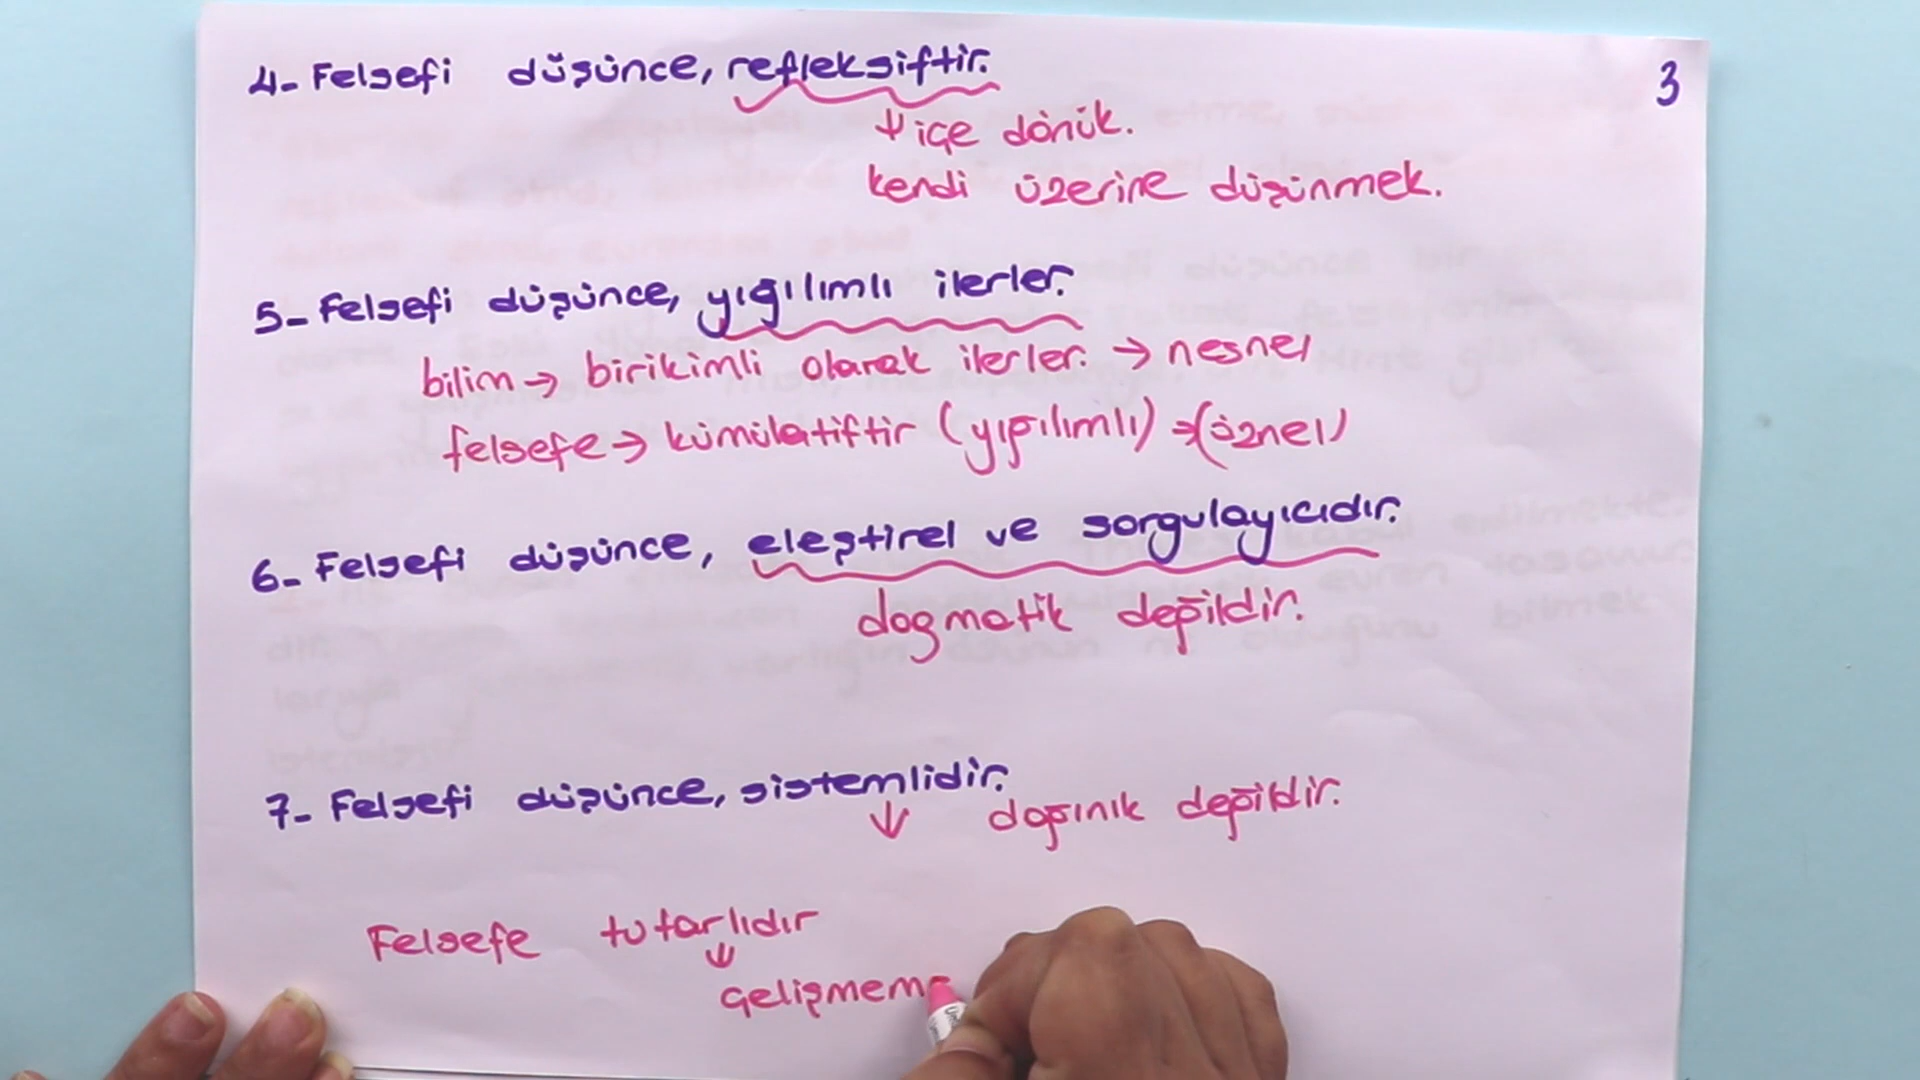 4- Felsefi düşünce, refleksiftir.
3
↓ içe dönük.
kendi üzerine düşünmek.
5- Felsefi düşünce, yığılımlı ilerler.
bilim → birikimli olarak ilerler. → nesnel
felsefe → kümülatiftir (yığılımlı) → (öznel)
6- Felsefi düşünce, eleştirel ve sorgulayıcıdır.
dogmatik değildir.
7- Felsefi düşünce, sistemlidir.
↓ dağınık değildir.
Felsefe tutarlıdır
↓
Çelişmeme